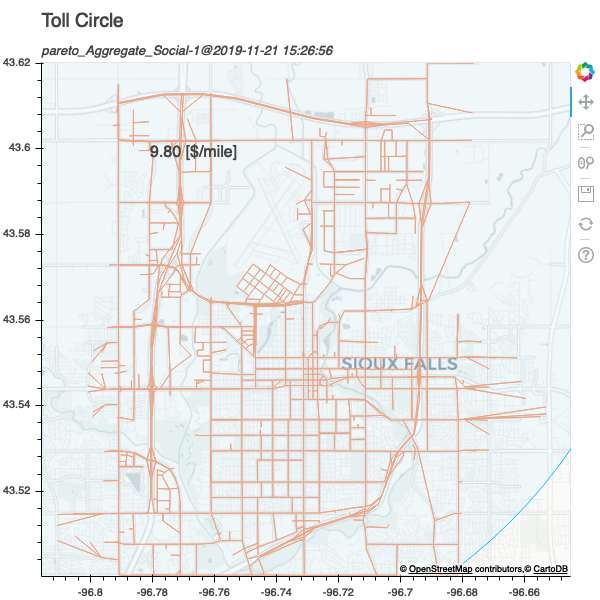 Toll Circle
pareto_Aggregate_Social-1@2019-11-21 15:26:56
43.62
43.6
9.80 [$/mile]
43.58
43.56
SIOUX FALLS
43.54
43.52
© OpenStreetMap contributors,© CartoDB
-96.8 -96.78 -96.76 -96.74 -96.72 -96.7 -96.68 -96.66